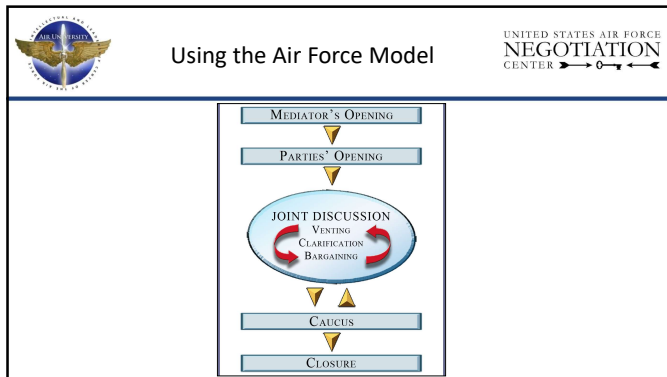 AIR UNIVERSITY
Using the Air Force Model
UNITED STATES AIR FORCE
NEGOTIATION
CENTER
MEDIATOR'S OPENING
PARTIES' OPENING
JOINT DISCUSSION
VENTING
CLARIFICATION
BARGAINING
CAUCUS
CLOSURE